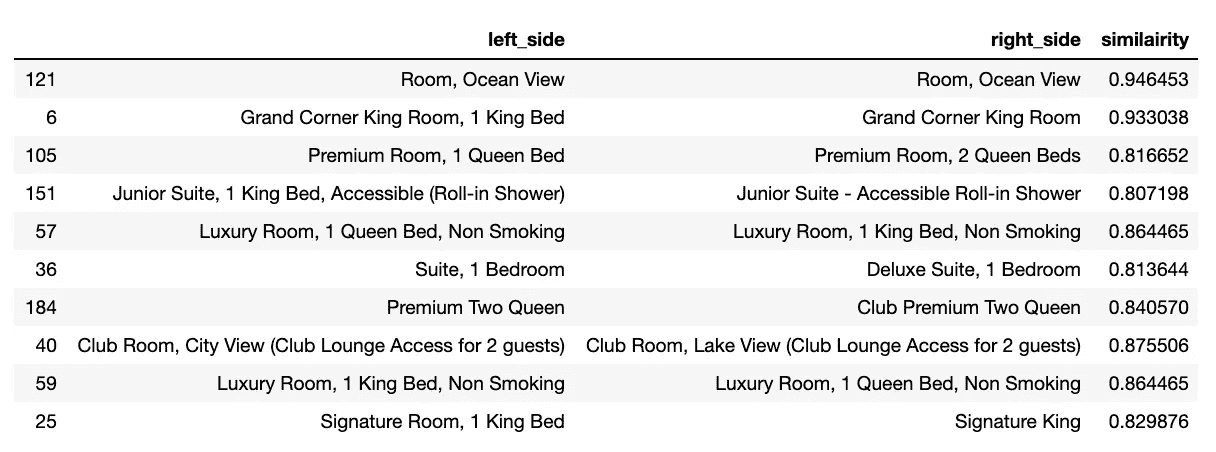 left_side right_side similairity
121 Room, Ocean View Room, Ocean View 0.946453
6 Grand Corner King Room, 1 King Bed Grand Corner King Room 0.933038
105 Premium Room, 1 Queen Bed Premium Room, 2 Queen Beds 0.816652
151 Junior Suite, 1 King Bed, Accessible (Roll-in Shower) Junior Suite - Accessible Roll-in Shower 0.807198
57 Luxury Room, 1 Queen Bed, Non Smoking Luxury Room, 1 King Bed, Non Smoking 0.864465
36 Suite, 1 Bedroom Deluxe Suite, 1 Bedroom 0.813644
184 Premium Two Queen Club Premium Two Queen 0.840570
40 Club Room, City View (Club Lounge Access for 2 guests) Club Room, Lake View (Club Lounge Access for 2 guests) 0.875506
59 Luxury Room, 1 King Bed, Non Smoking Luxury Room, 1 Queen Bed, Non Smoking 0.864465
25 Signature Room, 1 King Bed Signature King 0.829876